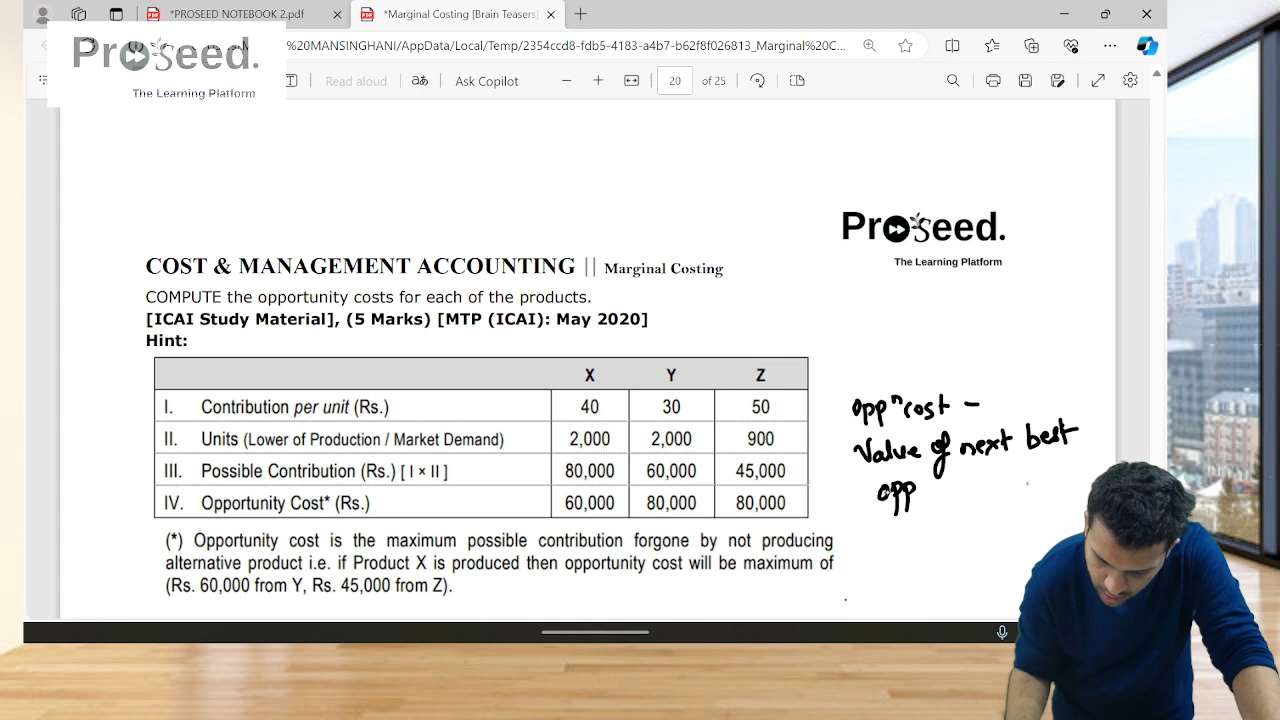 *PROSEED NOTEBOOK 2.pdf
*Marginal Costing [Brain Teasers]
Proseed.
The Learning Platform
%20MANSINGHANI/AppData/Local/Temp/2354ccd8-fdb5-4183-a4b7-b62f8f026813_Marginal%20C...
Read aloud
aあ
Ask Copilot
20
of 25
Proseed.
The Learning Platform
COST & MANAGEMENT ACCOUNTING || Marginal Costing
COMPUTE the opportunity costs for each of the products.
[ICAI Study Material], (5 Marks) [MTP (ICAI): May 2020]
Hint:
X Y Z
I. Contribution per unit (Rs.) 40 30 50
II. Units (Lower of Production / Market Demand) 2,000 2,000 900
III. Possible Contribution (Rs.) [ I × II ] 80,000 60,000 45,000
IV. Opportunity Cost* (Rs.) 60,000 80,000 80,000
oppⁿ cost –
Value of next best
opp
(*) Opportunity cost is the maximum possible contribution forgone by not producing
alternative product i.e. if Product X is produced then opportunity cost will be maximum of
(Rs. 60,000 from Y, Rs. 45,000 from Z).